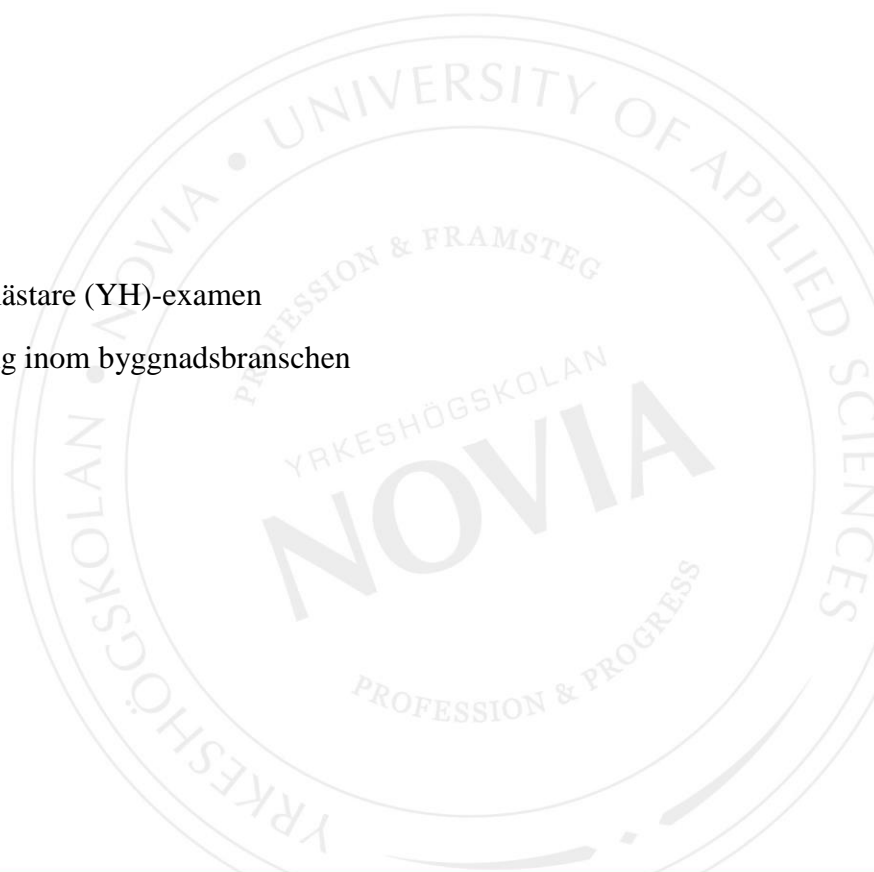 UNIVERSITY OF APPLIED SCIENCES
YRKESHÖGSKOLAN • NOVIA •
PROFESSION & FRAMSTEG
ästare (YH)-examen
g inom byggnadsbranschen
YRKESHÖGSKOLAN
NOVIA
PROFESSION & PROGRESS